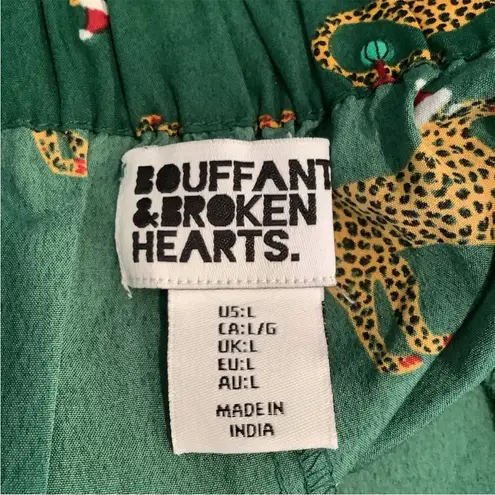 BOUFFANT
&BROKEN
HEARTS.
US:L
CA:L/G
UK:L
EU:L
AU:L
MADE IN
INDIA